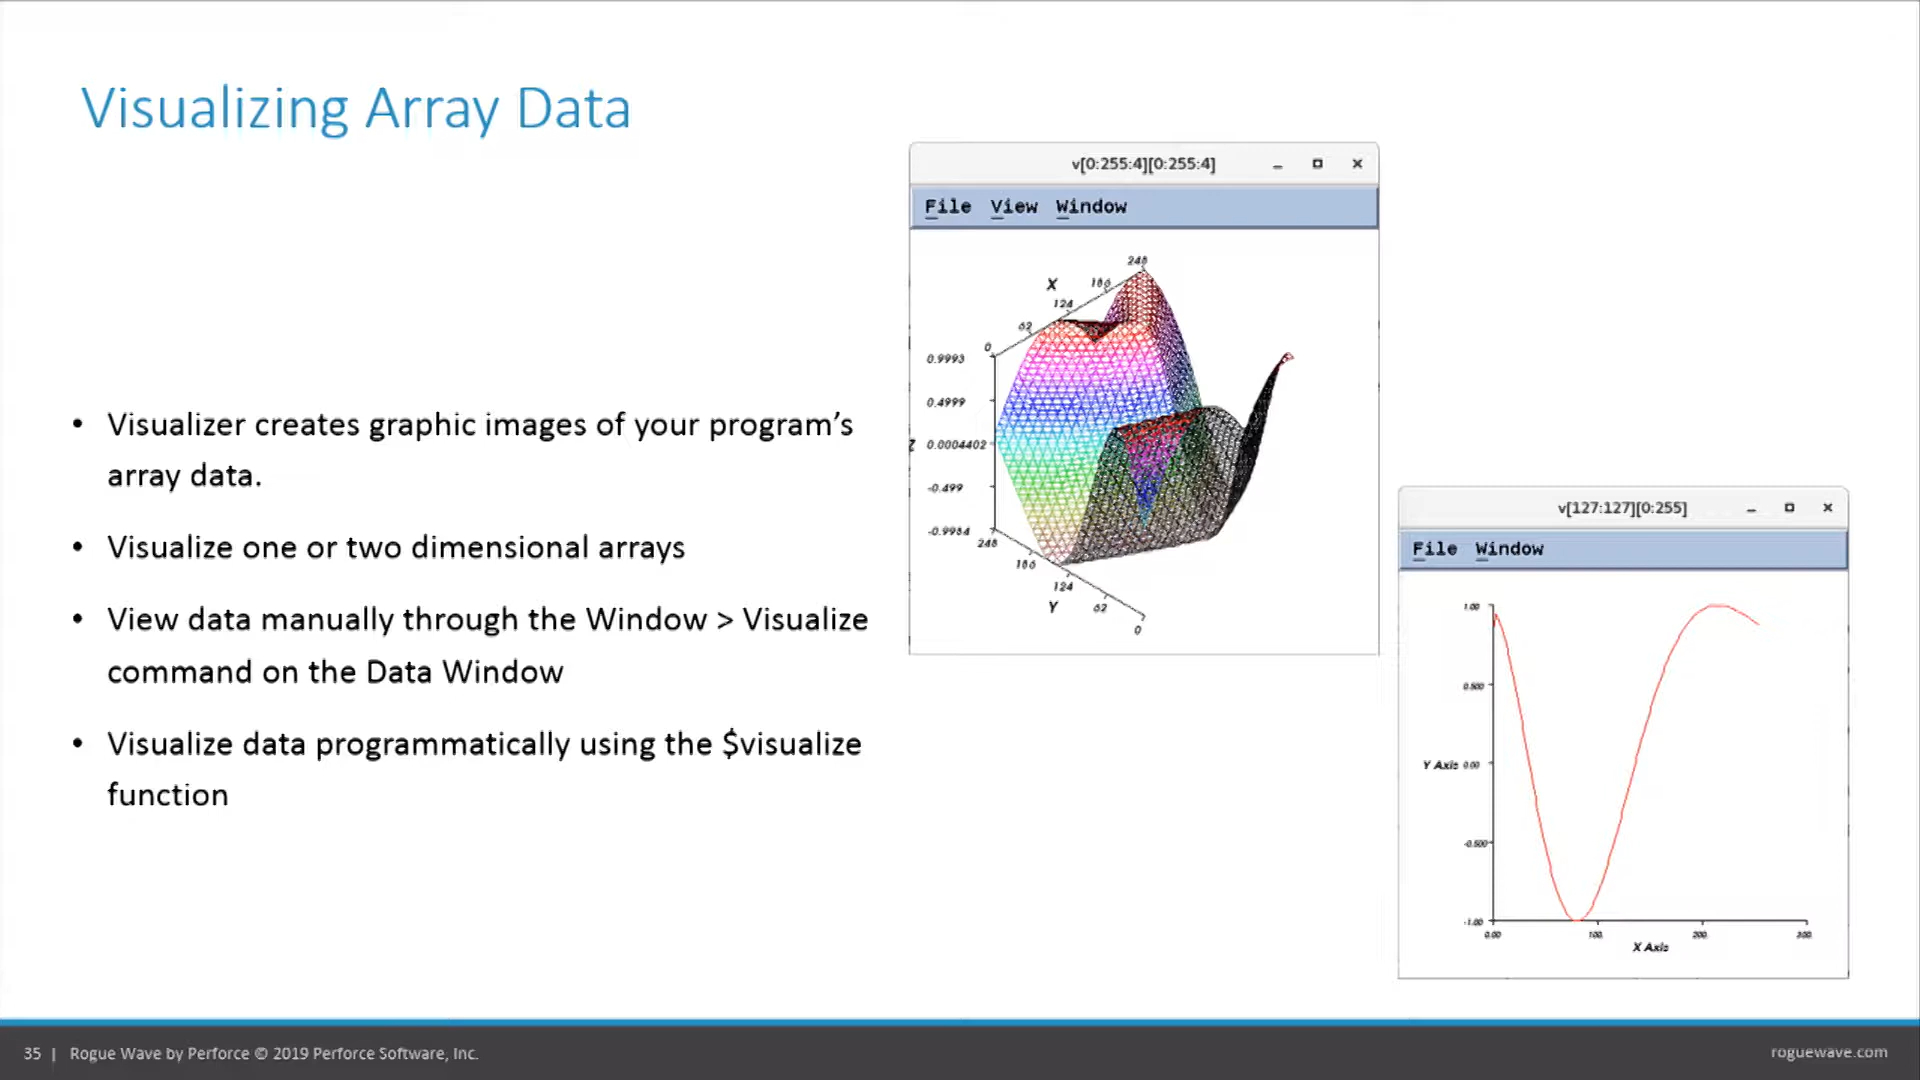 Visualizing Array Data
• Visualizer creates graphic images of your program’s
array data.
• Visualize one or two dimensional arrays
• View data manually through the Window > Visualize
command on the Data Window
• Visualize data programmatically using the $visualize
function
v[0:255:4][0:255:4]
File View Window
248
X
186
124
62
0
0.9993
0.4999
Z 0.0004402
-0.499
-0.9984
248
186
124
Y 62
0
v[127:127][0:255]
File Window
1.00
0.500
Y Axis 0.00
-0.500
-1.00
0.00 100. 200. 300.
X Axis
35 | Rogue Wave by Perforce © 2019 Perforce Software, Inc.
roguewave.com